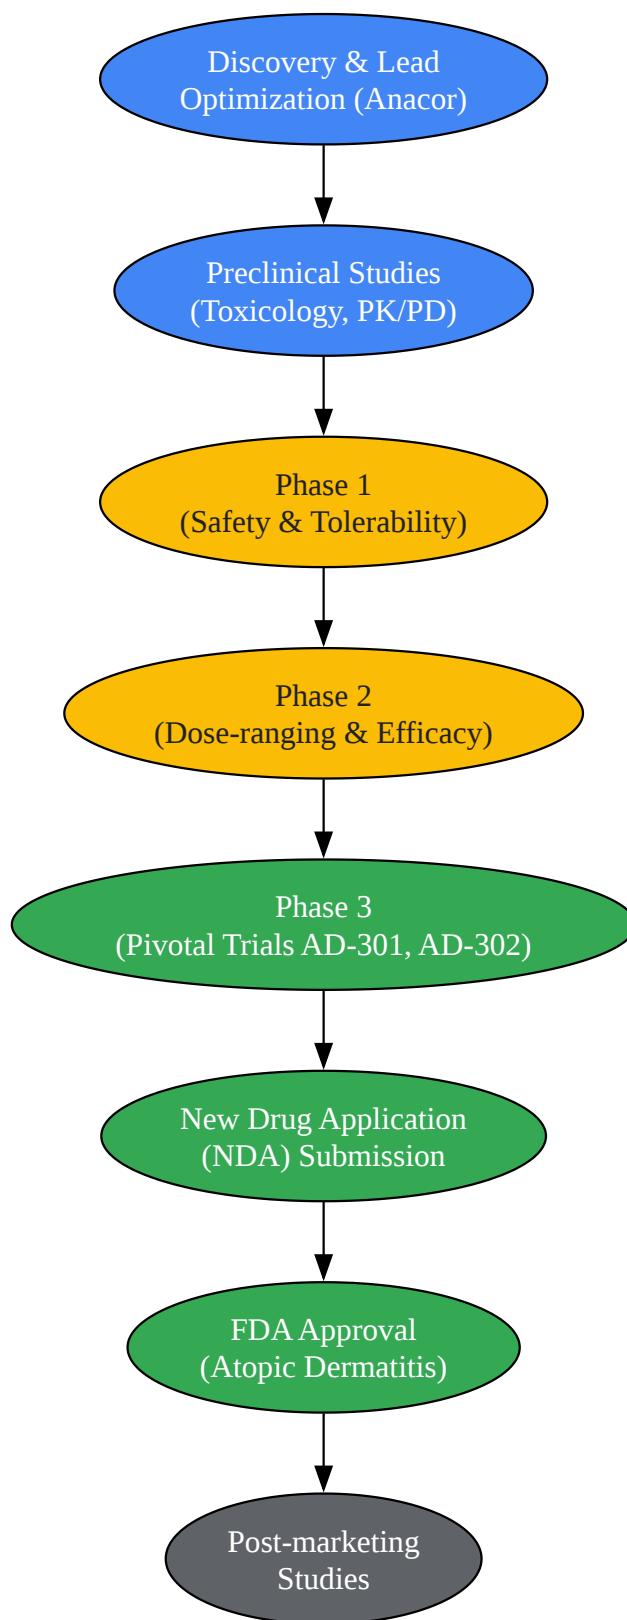 Discovery & Lead
Optimization (Anacor)
Preclinical Studies
(Toxicology, PK/PD)
Phase 1
(Safety & Tolerability)
Phase 2
(Dose-ranging & Efficacy)
Phase 3
(Pivotal Trials AD-301, AD-302)
New Drug Application
(NDA) Submission
FDA Approval
(Atopic Dermatitis)
Post-marketing
Studies